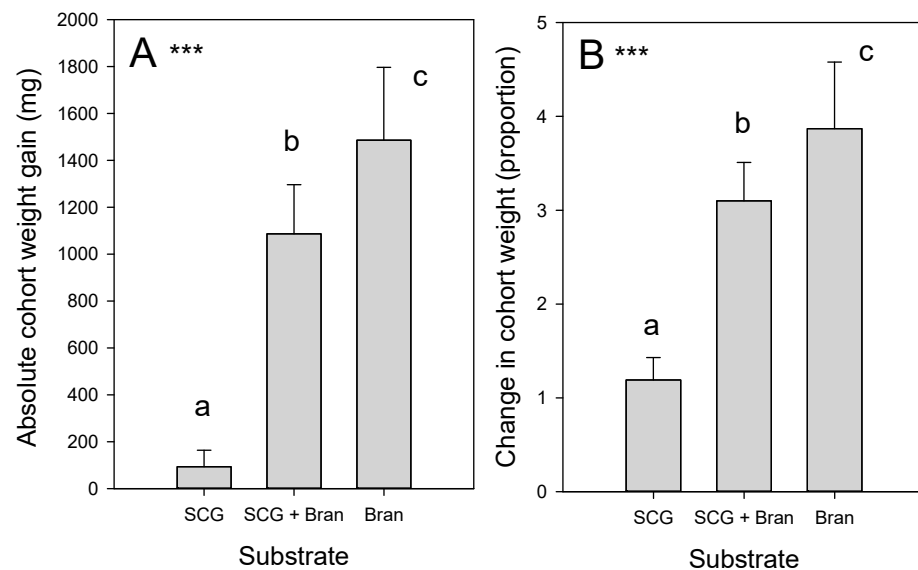 A ***
Absolute cohort weight gain (mg)
2000
1800
1600
1400
1200
1000
800
600
400
200
0
a
b
c
SCG
SCG + Bran
Bran
Substrate
B ***
Change in cohort weight (proportion)
5
4
3
2
1
0
a
b
c
SCG
SCG + Bran
Bran
Substrate